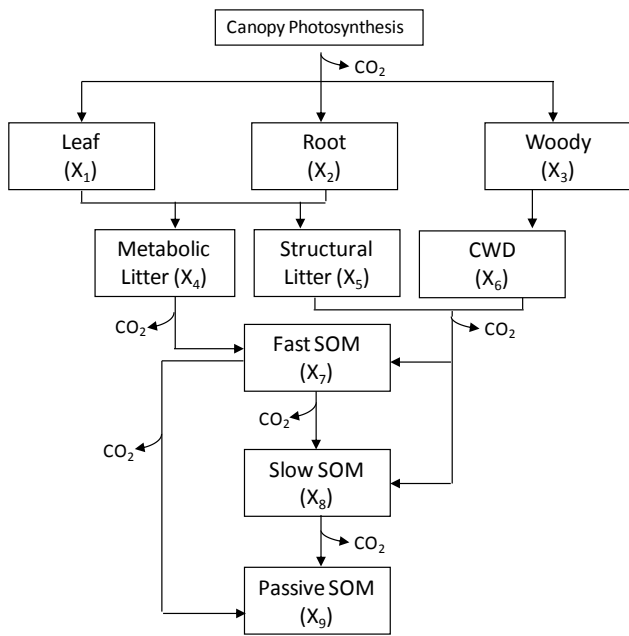 Canopy Photosynthesis
CO₂
Leaf
(X₁)
Root
(X₂)
Woody
(X₃)
Metabolic
Litter (X₄)
Structural
Litter (X₅)
CWD
(X₆)
CO₂
CO₂
Fast SOM
(X₇)
CO₂
CO₂
Slow SOM
(X₈)
CO₂
Passive SOM
(X₉)